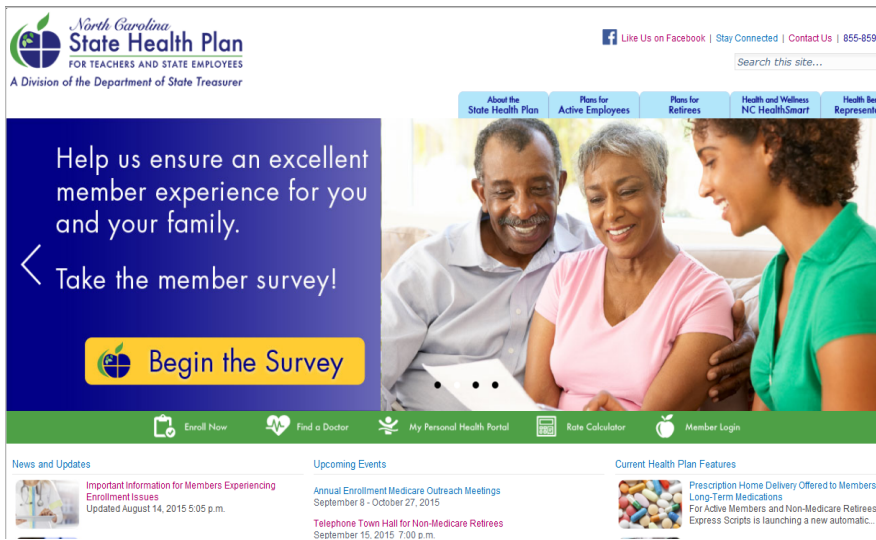 North Carolina
State Health Plan
FOR TEACHERS AND STATE EMPLOYEES
A Division of the Department of State Treasurer
Like Us on Facebook | Stay Connected | Contact Us | 855-859
Search this site...
About the
State Health Plan
Plans for
Active Employees
Plans for
Retirees
Health and Wellness
NC HealthSmart
Health
Help us ensure an excellent
member experience for you
and your family.
Take the member survey!
Begin the Survey
Enroll Now
Find a Doctor
My Personal Health Portal
Rate Calculator
Member Login
News and Updates
Important Information for Members Experiencing
Enrollment Issues
Updated August 14, 2015 5:05 p.m.
Upcoming Events
Annual Enrollment Medicare Outreach Meetings
September 8 - October 27, 2015
Telephone Town Hall for Non-Medicare Retirees
September 15, 2015 7:00 p.m.
Current Health Plan Features
Prescription Home Delivery Offered to Members
Long-Term Medications
For Active Members and Non-Medicare Retirees
Express Scripts is launching a new automatic...